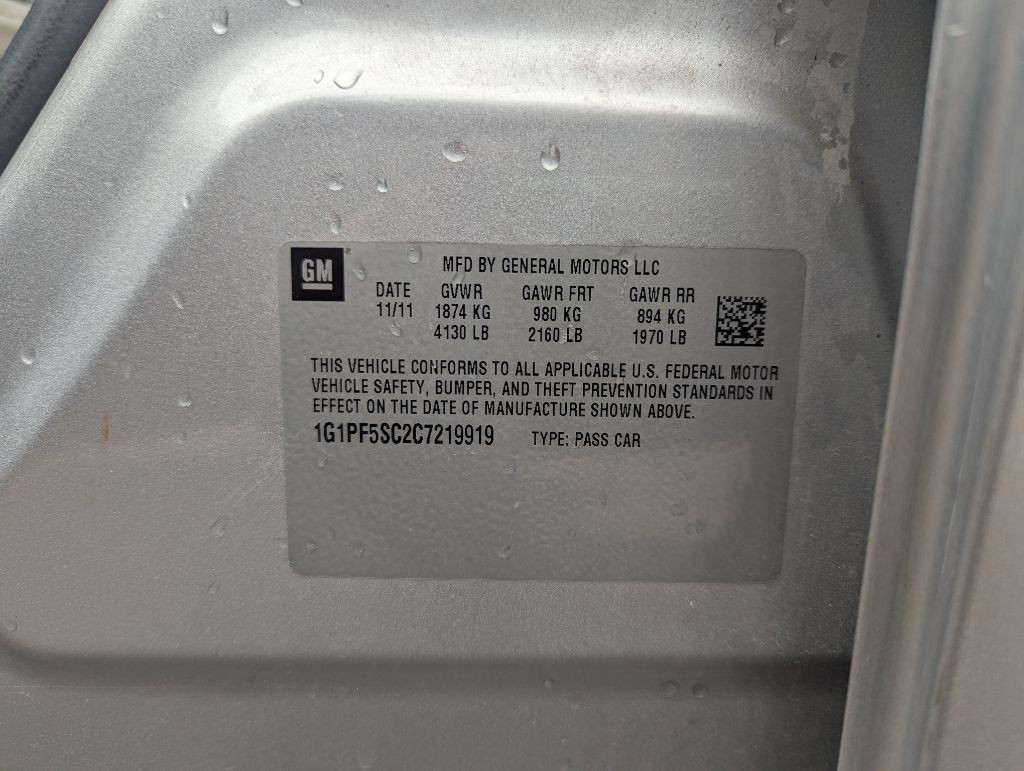 GM
MFD BY GENERAL MOTORS LLC
DATE GVWR GAWR FRT GAWR RR
11/11 1874 KG 980 KG 894 KG
4130 LB 2160 LB 1970 LB
THIS VEHICLE CONFORMS TO ALL APPLICABLE U.S. FEDERAL MOTOR
VEHICLE SAFETY, BUMPER, AND THEFT PREVENTION STANDARDS IN
EFFECT ON THE DATE OF MANUFACTURE SHOWN ABOVE.
1G1PF5SC2C7219919 TYPE: PASS CAR